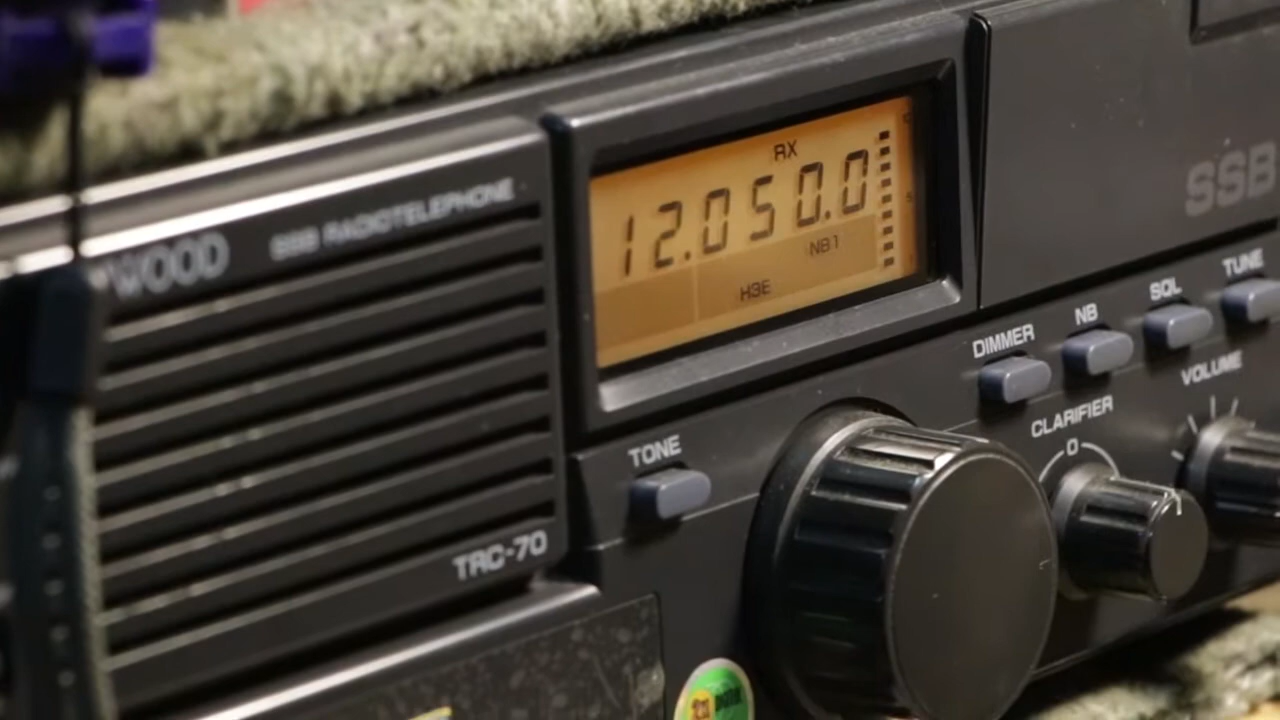 WOOD
SSB RADIOTELEPHONE
RX
12.050.0
NB1
H3E
SSB
DIMMER
NB
SQL
TUNE
CLARIFIER
0
VOLUME
TONE
TRC-70